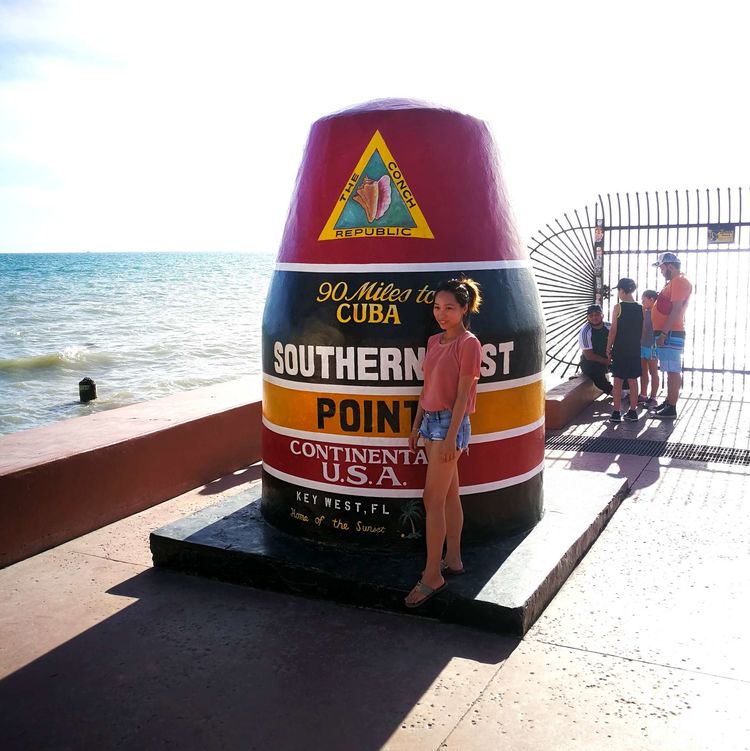 THE CONCH
REPUBLIC
90 Miles to
CUBA
SOUTHERN ST
POINT
CONTINENTA
U.S.A.
KEY WEST, FL
Home of the Sunset